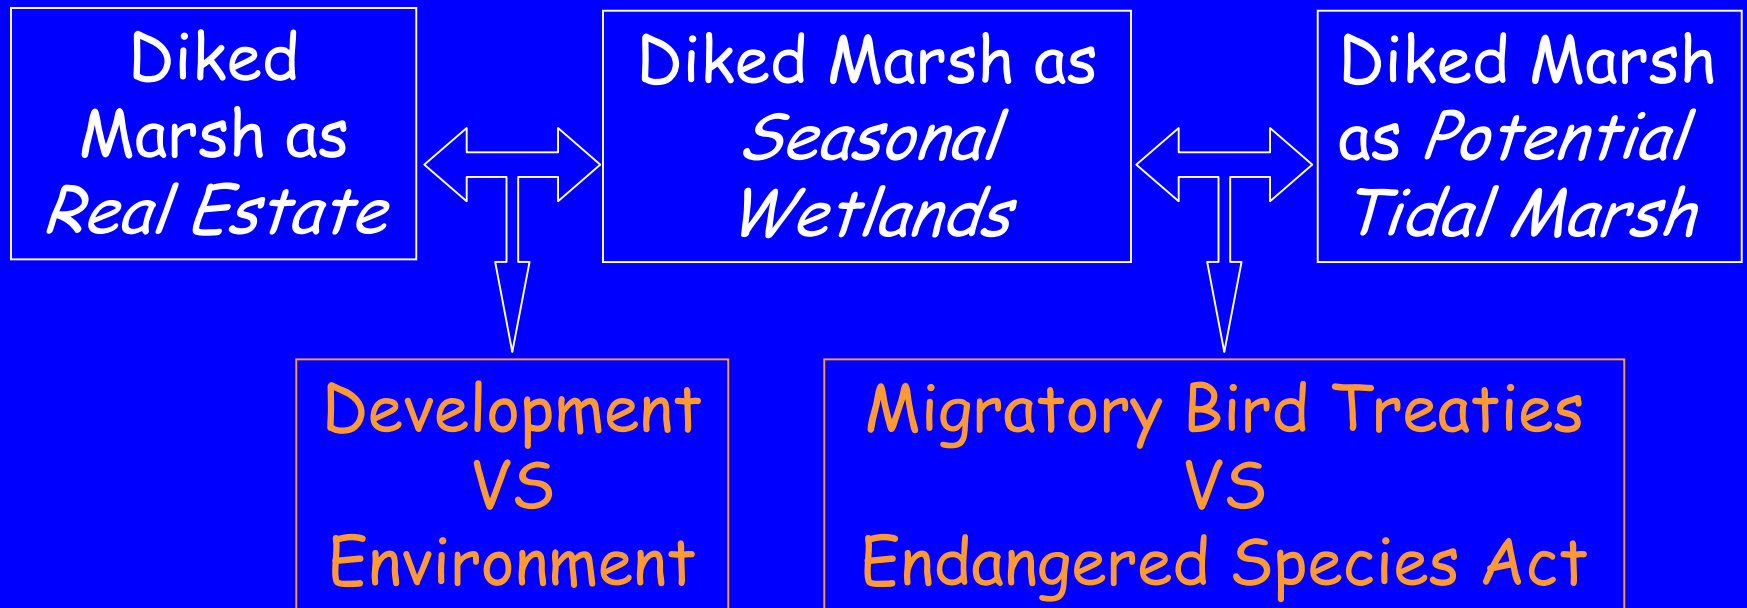 Diked
Marsh as
Real Estate
Diked Marsh as
Seasonal
Wetlands
Diked Marsh
as Potential
Tidal Marsh
Development
VS
Environment
Migratory Bird Treaties
VS
Endangered Species Act